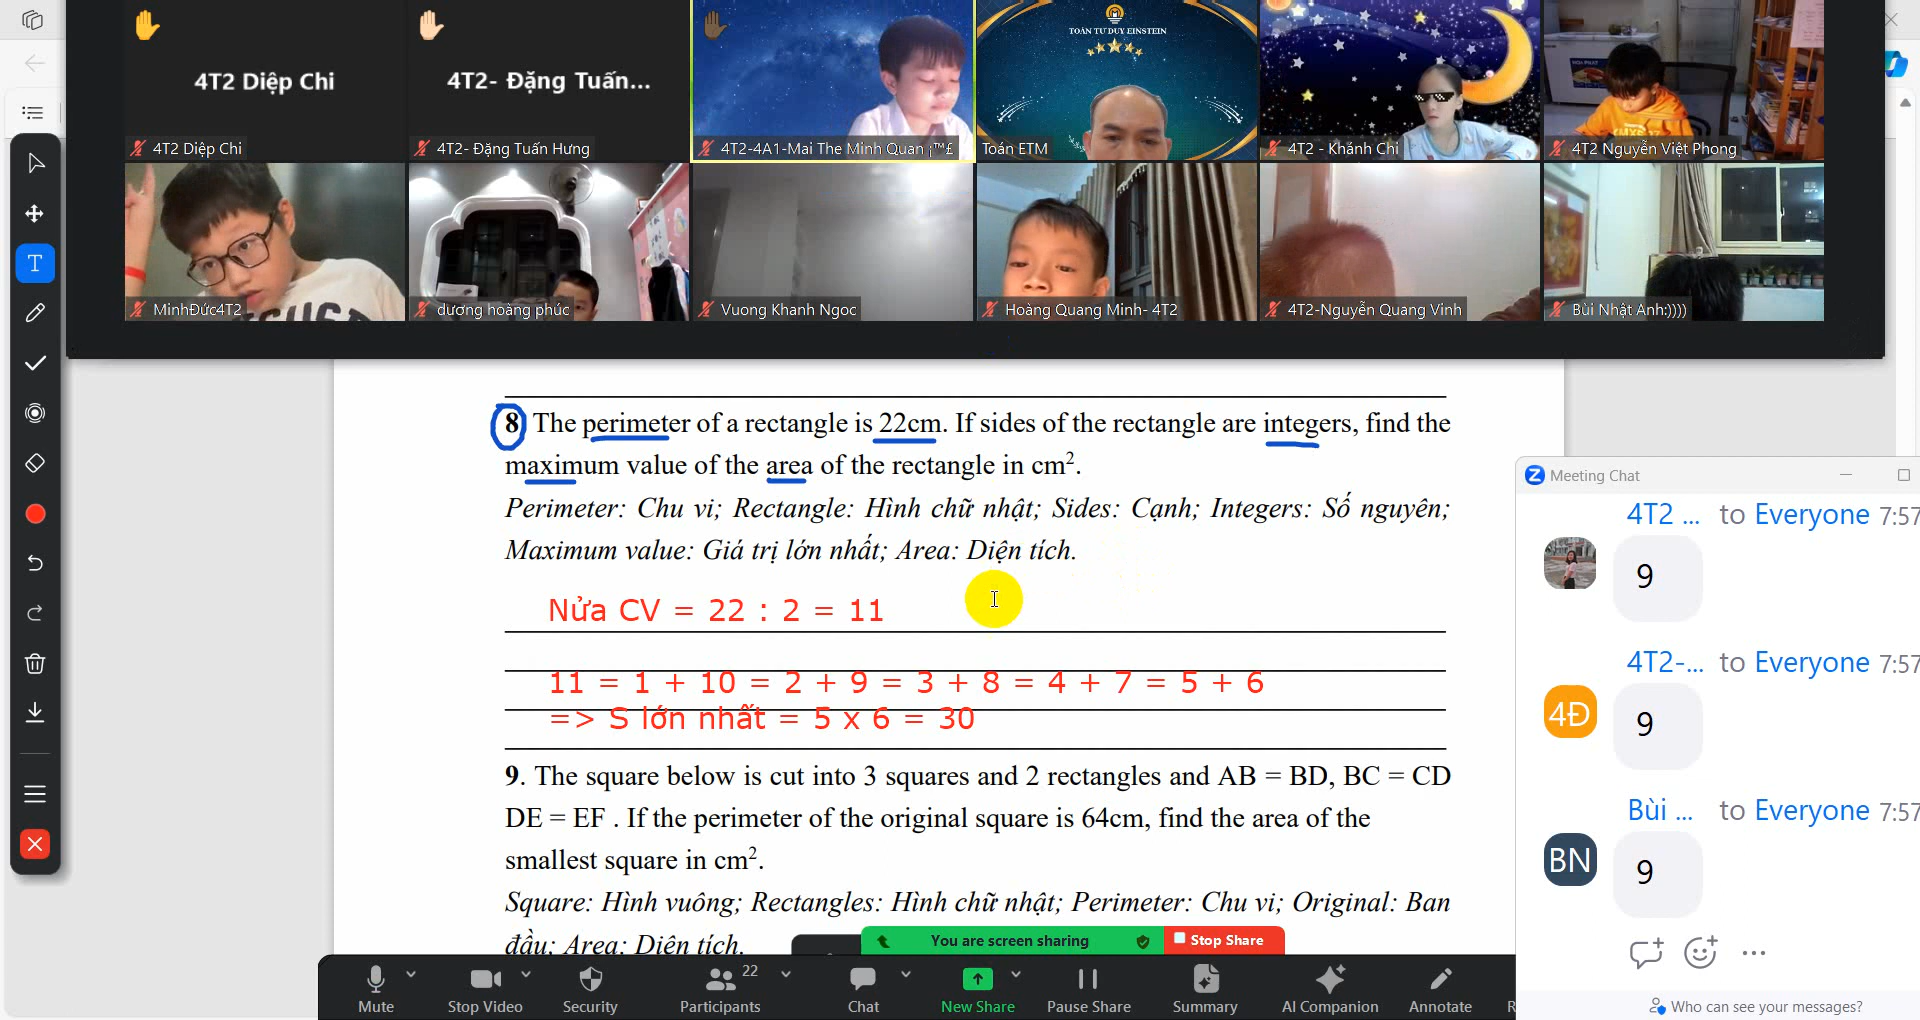 4T2 Diệp Chi
4T2- Đặng Tuấn...
TOÁN TƯ DUY EINSTEIN
4T2 Diệp Chi
4T2- Đặng Tuấn Hưng
4T2-4A1-Mai The Minh Quan ¡™£
Toán ETM
4T2 - Khánh Chi
4T2 Nguyễn Việt Phong
MinhĐức4T2
dương hoàng phúc
Vuong Khanh Ngoc
Hoàng Quang Minh- 4T2
4T2-Nguyễn Quang Vinh
Bùi Nhật Anh:))))
T
8 The perimeter of a rectangle is 22cm. If sides of the rectangle are integers, find the
maximum value of the area of the rectangle in cm².
Perimeter: Chu vi; Rectangle: Hình chữ nhật; Sides: Cạnh; Integers: Số nguyên;
Maximum value: Giá trị lớn nhất; Area: Diện tích.
Nửa CV = 22 : 2 = 11
11 = 1 + 10 = 2 + 9 = 3 + 8 = 4 + 7 = 5 + 6
=> S lớn nhất = 5 x 6 = 30
9. The square below is cut into 3 squares and 2 rectangles and AB = BD, BC = CD
DE = EF . If the perimeter of the original square is 64cm, find the area of the
smallest square in cm².
Square: Hình vuông; Rectangles: Hình chữ nhật; Perimeter: Chu vi; Original: Ban
đầu; Area: Diện tích.
Meeting Chat
4T2 ... to Everyone 7:57
9
4T2-... to Everyone 7:57
4Đ
9
Bùi ... to Everyone 7:57
BN
9
Who can see your messages?
You are screen sharing
Stop Share
Mute
Stop Video
Security
Participants
22
Chat
New Share
Pause Share
Summary
AI Companion
Annotate